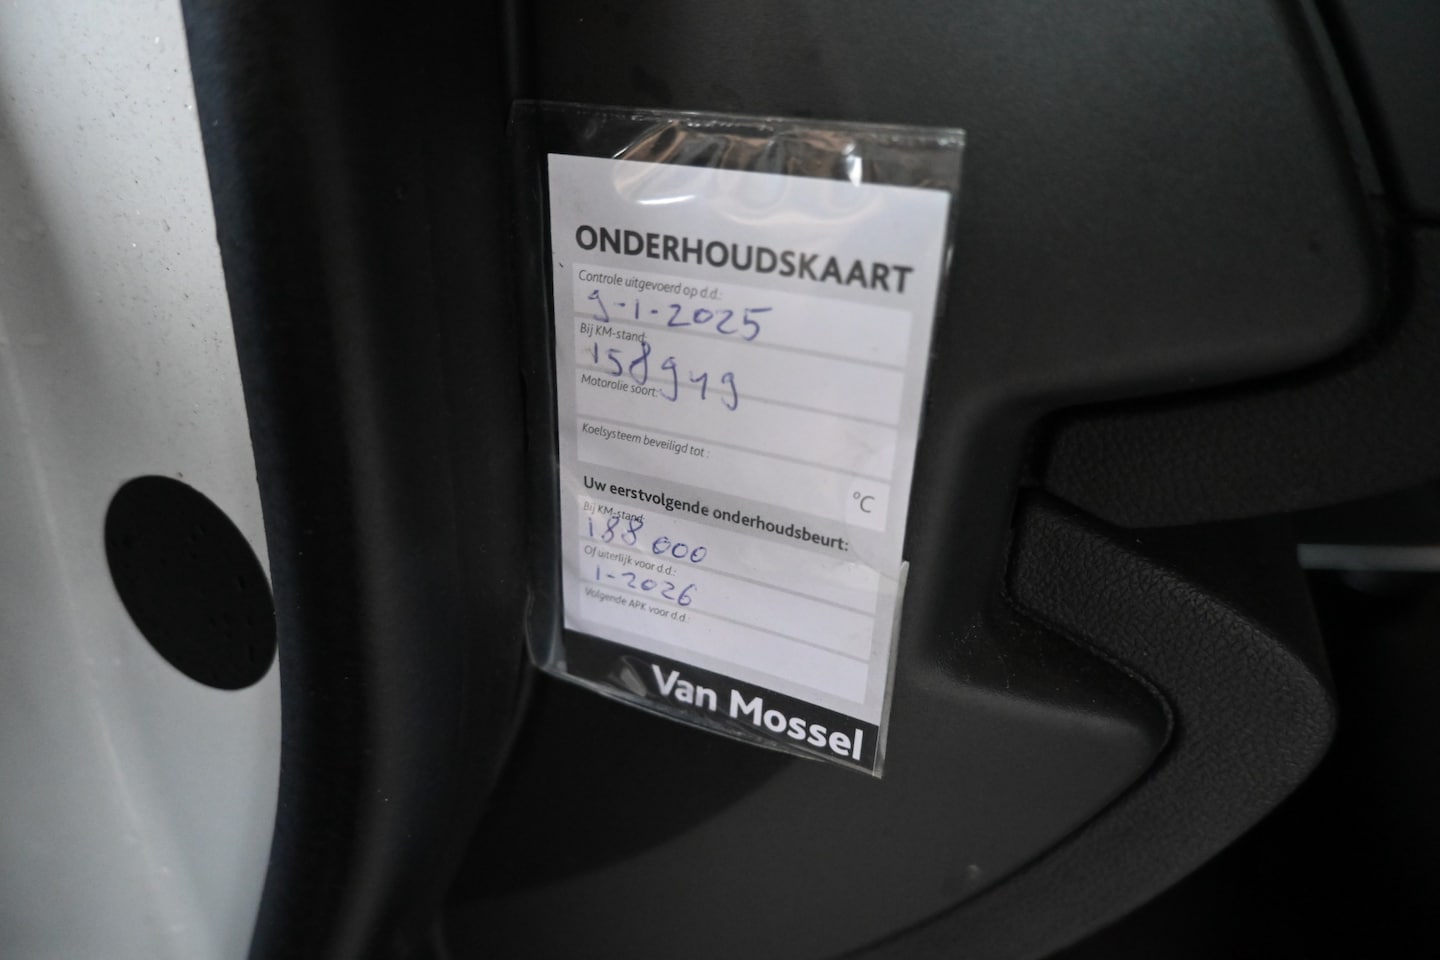 ONDERHOUDSKAART
Controle uitgevoerd op d.d.:
9-1-2025
Bij KM-stand:
158949
Motorolie soort:
Koelsysteem beveiligd tot :
°C
Uw eerstvolgende onderhoudsbeurt:
Bij KM-stand:
188 000
Of uiterlijk voor d.d.:
1-2026
Volgende APK voor d.d.:
Van Mossel